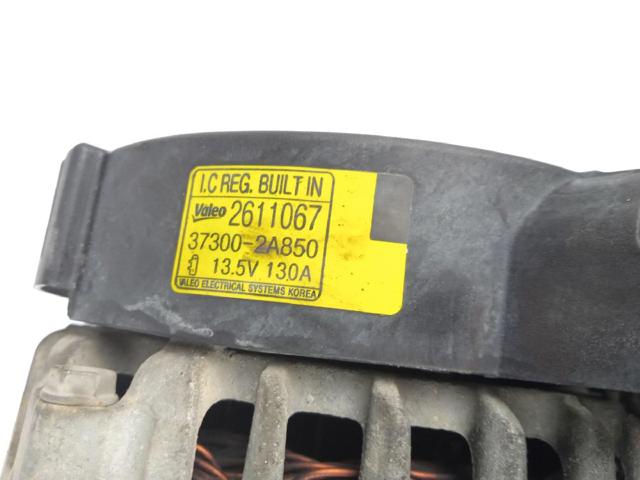 I.C REG. BUILT IN
Valeo 2611067
37300-2A850
13.5V 130A
VALEO ELECTRICAL SYSTEMS KOREA